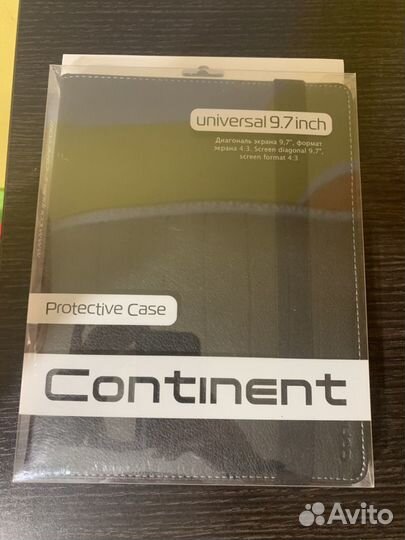 universal 9.7 inch
Диагональ экрана 9,7", формат
экрана 4:3. Screen diagonal 9,7",
screen format 4:3
Protective Case
Continent
Avito